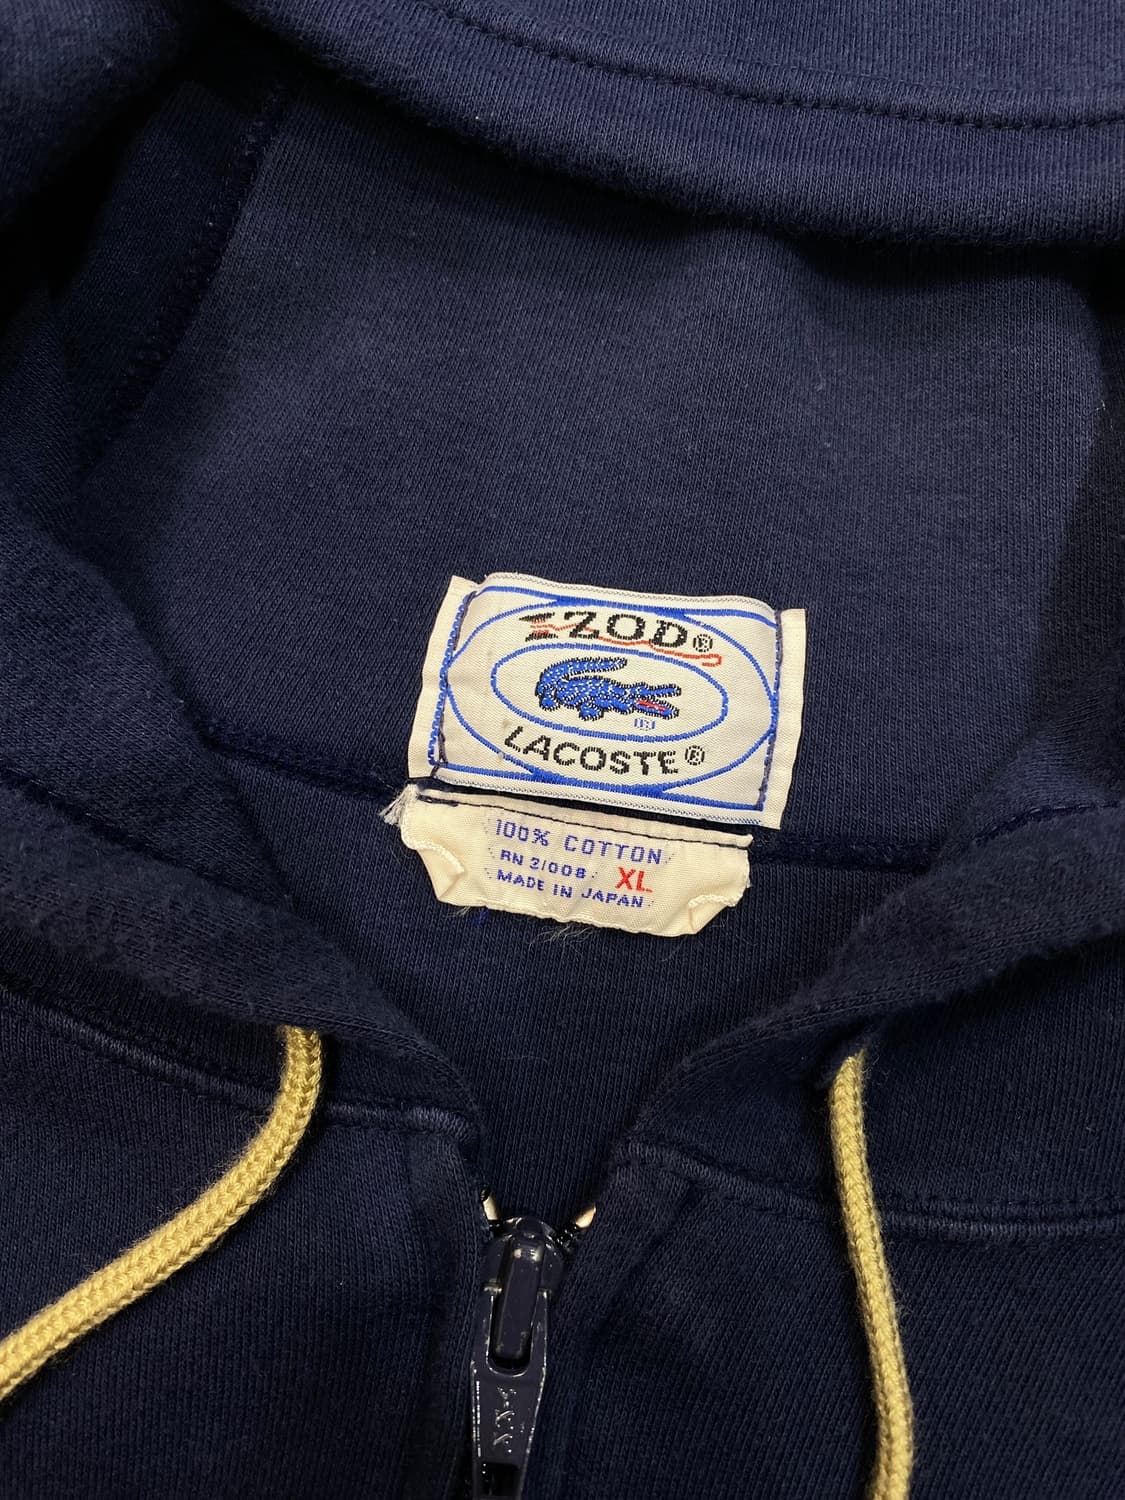 IZOD®
®
LACOSTE®
100% COTTON
RN 21008 XL
MADE IN JAPAN